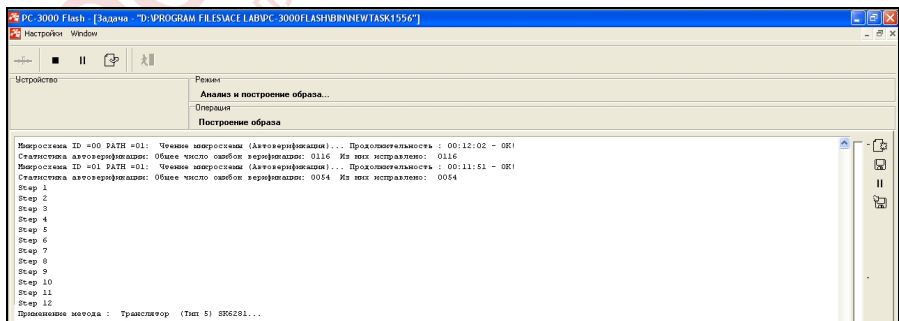 PC-3000 Flash - [Задача - "D:\PROGRAM FILES\ACE LAB\PC-3000FLASH\BIN\NEWTASK1556"]
Настройки Window
Устройство
Режим
Анализ и построение образа...
Операция
Построение образа
Микросхема ID =00 PATH =01: Чтение микросхемы (Автоверификация)... Продолжительность : 00:12:02 - OK!
Статистика автоверификации: Общее число ошибок верификации: 0116 Из них исправлено: 0116
Микросхема ID =01 PATH =01: Чтение микросхемы (Автоверификация)... Продолжительность : 00:11:51 - OK!
Статистика автоверификации: Общее число ошибок верификации: 0054 Из них исправлено: 0054
Step 1
Step 2
Step 3
Step 4
Step 5
Step 6
Step 7
Step 8
Step 9
Step 10
Step 11
Step 12
Применение метода : Транслятор (Тип 5) SK6281...